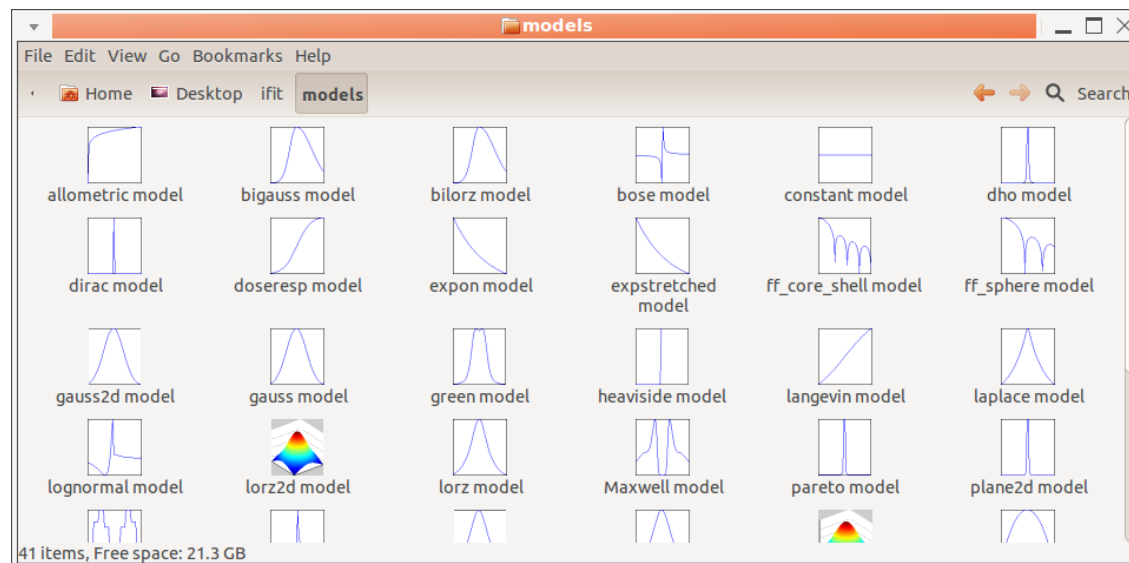 models
File Edit View Go Bookmarks Help
Home Desktop ifit models Search
allometric model bigauss model bilorz model bose model constant model dho model
dirac model doseresp model expon model expstretched model ff_core_shell model ff_sphere model
gauss2d model gauss model green model heaviside model langevin model laplace model
lognormal model lorz2d model lorz model Maxwell model pareto model plane2d model
41 items, Free space: 21.3 GB